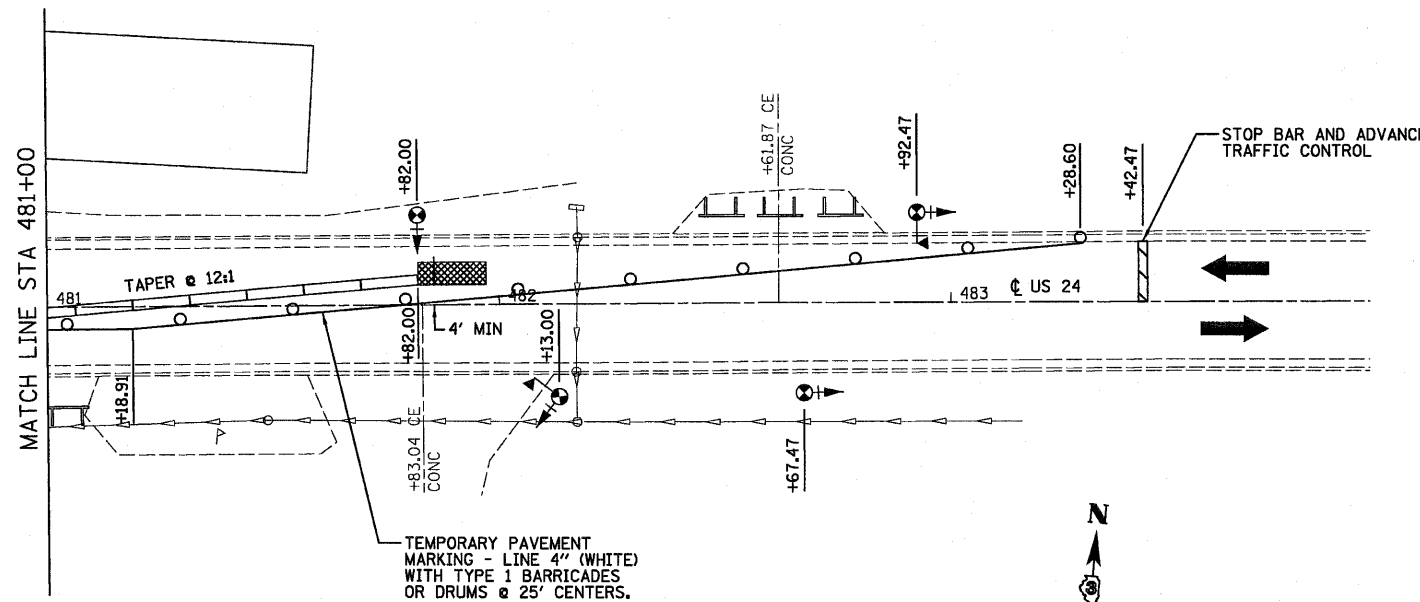 MATCH LINE STA 481+00
TAPER @ 12:1
481
+82.00
+61.87 CE
CONC
+92.47
+28.60
+42.47
STOP BAR AND ADVANCE
TRAFFIC CONTROL
482
483
℄ US 24
4' MIN
+82.00
+13.00
+18.91
+83.04 CE
CONC
P
+67.47
TEMPORARY PAVEMENT
MARKING - LINE 4" (WHITE)
WITH TYPE 1 BARRICADES
OR DRUMS @ 25' CENTERS.
N